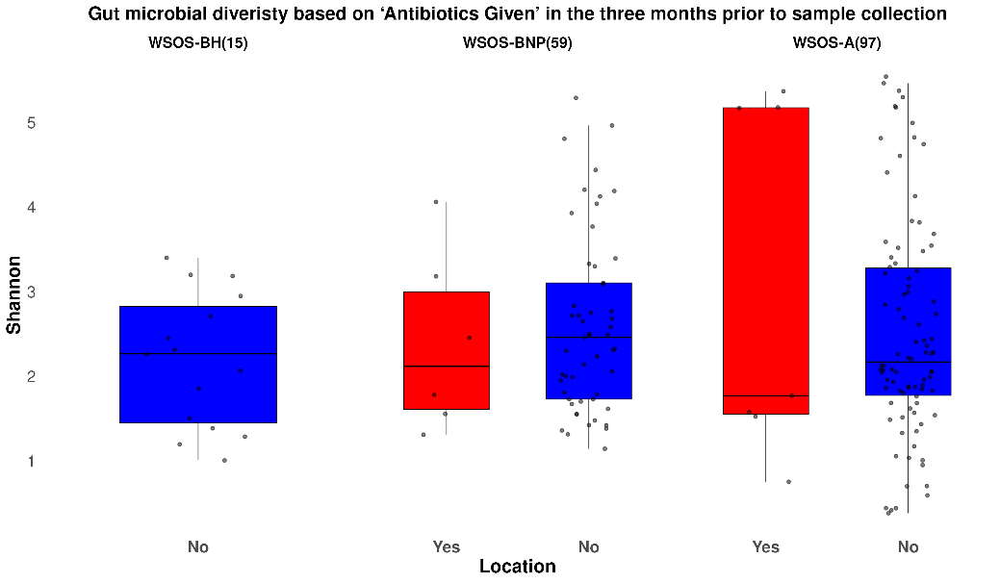 Gut microbial diveristy based on ‘Antibiotics Given’ in the three months prior to sample collection
WSOS-BH(15) WSOS-BNP(59) WSOS-A(97)
5
4
3
2
1
Shannon
No Yes No Yes No
Location